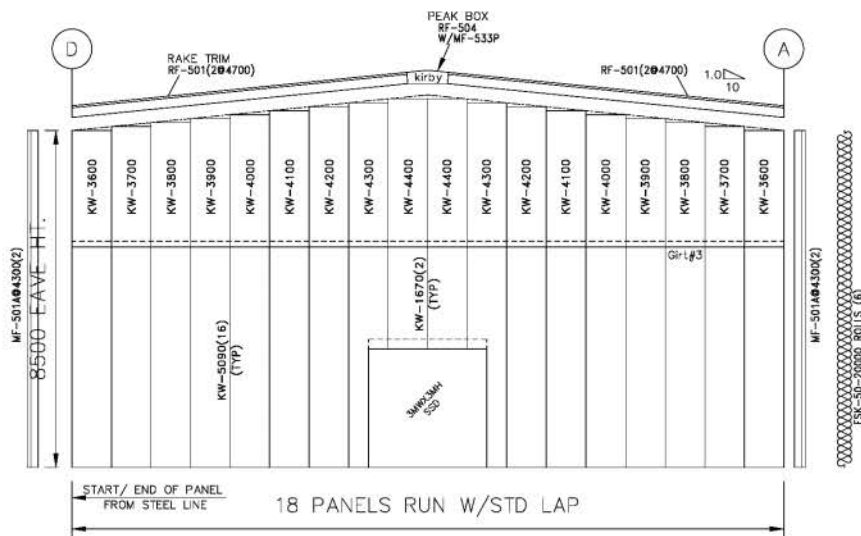 PEAK BOX
RF-504
W/MF-533P
D
A
RAKE TRIM
RF-501(2@4700)
kirby
RF-501(2@4700)
1.0
10
KW-3600
KW-3700
KW-3800
KW-3900
KW-4000
KW-4100
KW-4200
KW-4300
KW-4400
KW-4400
KW-4300
KW-4200
KW-4100
KW-4000
KW-3900
KW-3800
KW-3700
KW-3600
MF-501A@4300(2)
8500 EAVE HT.
Girt#3
KW-1670(2)
(TYP)
KW-5090(16)
(TYP)
3MWX3MH
SSD
MF-501A@4300(2)
FSK-50-20000 ROLLS (6)
START/ END OF PANEL
FROM STEEL LINE
18 PANELS RUN W/STD LAP